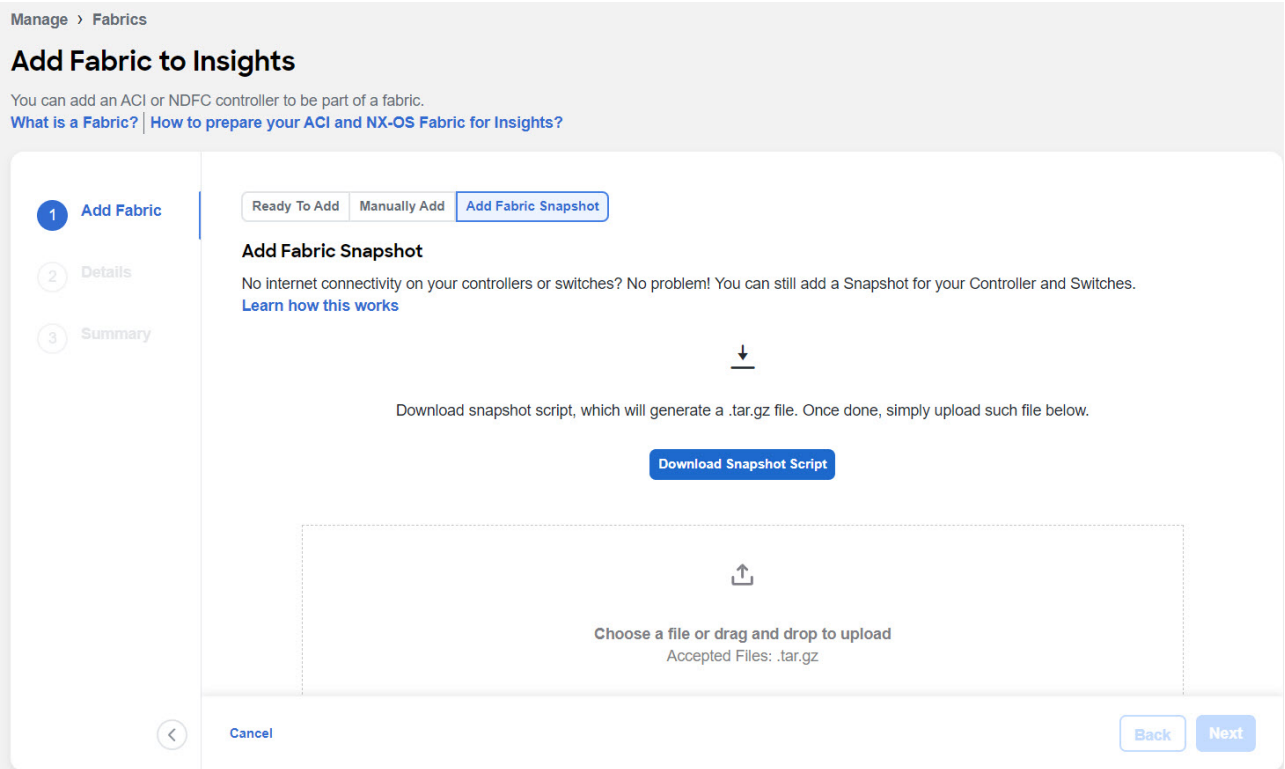 Manage > Fabrics
Add Fabric to Insights
You can add an ACI or NDFC controller to be part of a fabric.
What is a Fabric? | How to prepare your ACI and NX-OS Fabric for Insights?
1 Add Fabric
2 Details
3 Summary
Ready To Add Manually Add Add Fabric Snapshot
Add Fabric Snapshot
No internet connectivity on your controllers or switches? No problem! You can still add a Snapshot for your Controller and Switches.
Learn how this works
Download snapshot script, which will generate a .tar.gz file. Once done, simply upload such file below.
Download Snapshot Script
Choose a file or drag and drop to upload
Accepted Files: .tar.gz
Cancel
Back Next